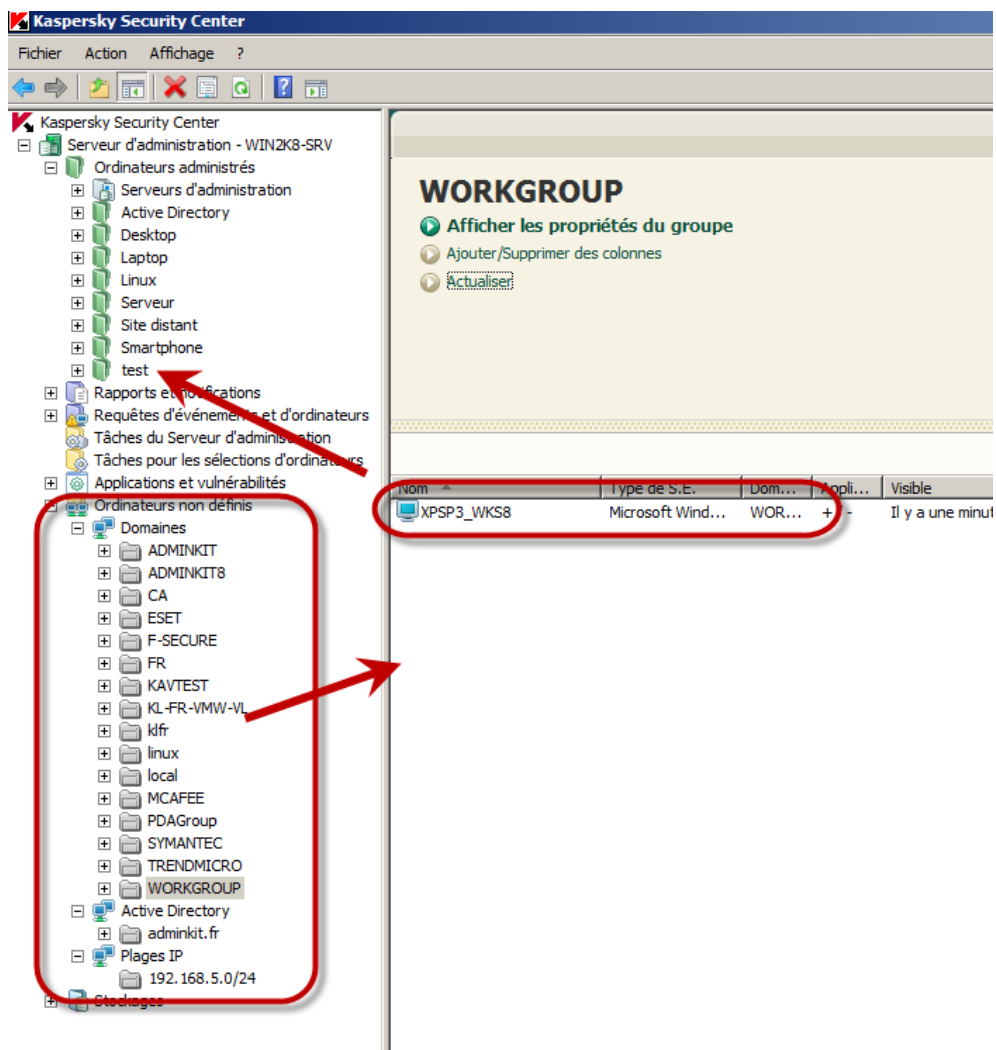 Kaspersky Security Center
Fichier Action Affichage ?
Kaspersky Security Center
Serveur d'administration - WIN2K8-SRV
Ordinateurs administrés
Serveurs d'administration
Active Directory
Desktop
Laptop
Linux
Serveur
Site distant
Smartphone
test
Rapports et notifications
Requêtes d'événements et d'ordinateurs
Tâches du Serveur d'administration
Tâches pour les sélections d'ordinateurs
Applications et vulnérabilités
Ordinateurs non définis
Domaines
ADMINKIT
ADMINKIT8
CA
ESET
F-SECURE
FR
KAVTEST
KL-FR-VMW-VL
klfr
linux
local
MCAFEE
PDAGroup
SYMANTEC
TRENDMICRO
WORKGROUP
Active Directory
adminkit.fr
Plages IP
192.168.5.0/24
Stockages
WORKGROUP
Afficher les propriétés du groupe
Ajouter/Supprimer des colonnes
Actualiser
Nom Type de S.E. Dom... Appli... Visible
XPSP3_WKS8 Microsoft Wind... WOR... + / - Il y a une minut